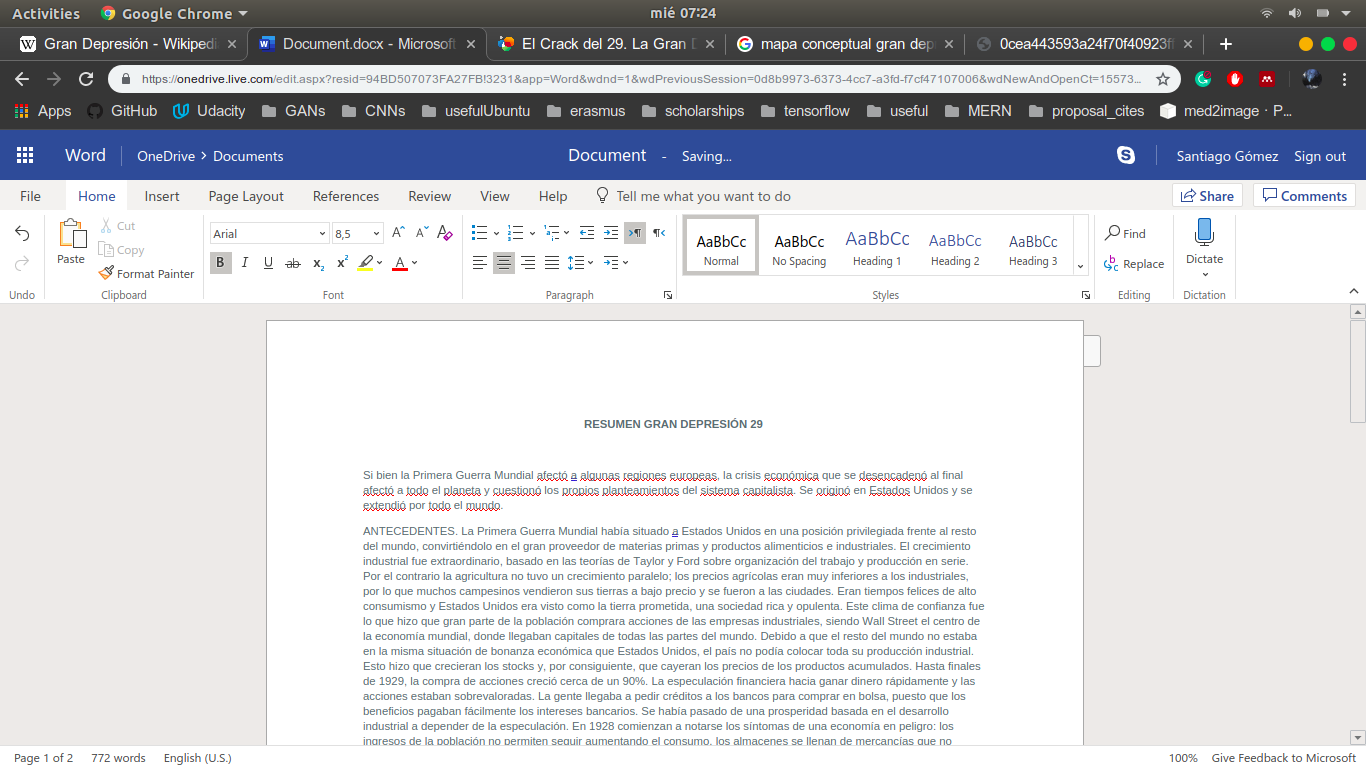 Activities Google Chrome mié 07:24
Gran Depresión - Wikipedi Document.docx - Microsoft El Crack del 29. La Gran D mapa conceptual gran dep 0cea443593a24f70f40923f
https://onedrive.live.com/edit.aspx?resid=94BD507073FA27FB!3231&app=Word&wdnd=1&wdPreviousSession=0d8b9973-6373-4cc7-a3fd-f7cf47107006&wdNewAndOpenCt=15573...
Apps GitHub Udacity GANs CNNs usefulUbuntu erasmus scholarships tensorflow useful MERN proposal_cites med2image · P...
Word OneDrive > Documents Document - Saving... Santiago Gómez Sign out
File Home Insert Page Layout References Review View Help Tell me what you want to do Share Comments
Paste Cut Copy Format Painter
Arial 8,5
B I U ab x₂ x² A
AaBbCc AaBbCc AaBbCc AaBbCc AaBbCc
Normal No Spacing Heading 1 Heading 2 Heading 3
Find
Replace
Dictate
Undo Clipboard Font Paragraph Styles Editing Dictation
RESUMEN GRAN DEPRESIÓN 29
Si bien la Primera Guerra Mundial afectó a algunas regiones europeas, la crisis económica que se desencadenó al final
afectó a todo el planeta y cuestionó los propios planteamientos del sistema capitalista. Se originó en Estados Unidos y se
extendió por todo el mundo.
ANTECEDENTES. La Primera Guerra Mundial había situado a Estados Unidos en una posición privilegiada frente al resto
del mundo, convirtiéndolo en el gran proveedor de materias primas y productos alimenticios e industriales. El crecimiento
industrial fue extraordinario, basado en las teorías de Taylor y Ford sobre organización del trabajo y producción en serie.
Por el contrario la agricultura no tuvo un crecimiento paralelo; los precios agrícolas eran muy inferiores a los industriales,
por lo que muchos campesinos vendieron sus tierras a bajo precio y se fueron a las ciudades. Eran tiempos felices de alto
consumismo y Estados Unidos era visto como la tierra prometida, una sociedad rica y opulenta. Este clima de confianza fue
lo que hizo que gran parte de la población comprara acciones de las empresas industriales, siendo Wall Street el centro de
la economía mundial, donde llegaban capitales de todas las partes del mundo. Debido a que el resto del mundo no estaba
en la misma situación de bonanza económica que Estados Unidos, el país no podía colocar toda su producción industrial.
Esto hizo que crecieran los stocks y, por consiguiente, que cayeran los precios de los productos acumulados. Hasta finales
de 1929, la compra de acciones creció cerca de un 90%. La especulación financiera hacia ganar dinero rápidamente y las
acciones estaban sobrevaloradas. La gente llegaba a pedir créditos a los bancos para comprar en bolsa, puesto que los
beneficios pagaban fácilmente los intereses bancarios. Se había pasado de una prosperidad basada en el desarrollo
industrial a depender de la especulación. En 1928 comienzan a notarse los síntomas de una economía en peligro: los
ingresos de la población no permiten seguir aumentando el consumo, los almacenes se llenan de mercancías que no
Page 1 of 2 772 words English (U.S.) 100% Give Feedback to Microsoft